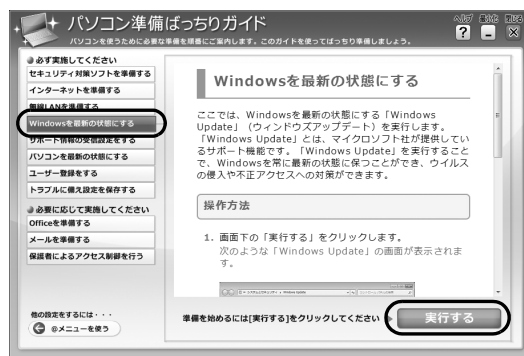 パソコン準備ばっちりガイド
パソコンを使うために必要な準備を順番にご案内します。このガイドを使ってばっちり準備しましょう。
ヘルプ 最小化 閉じる
必ず実施してください
セキュリティ対策ソフトを準備する
インターネットを準備する
無線LANを準備する
Windowsを最新の状態にする
サポート情報の受信設定をする
パソコンを最新の状態にする
ユーザー登録をする
トラブルに備え設定を保存する
必要に応じて実施してください
Officeを準備する
メールを準備する
保護者によるアクセス制御を行う
他の設定をするには・・・
@メニューを使う
Windowsを最新の状態にする
ここでは、Windowsを最新の状態にする「Windows
Update」（ウィンドウズアップデート）を実行します。
「Windows Update」とは、マイクロソフト社が提供してい
るサポート機能です。「Windows Update」を実行すること
で、Windowsを常に最新の状態に保つことができ、ウイルス
の侵入や不正アクセスへの対策ができます。
操作方法
1. 画面下の「実行する」をクリックします。
次のような「Windows Update」の画面が表示されま
す。
準備を始めるには[実行する]をクリックしてください
実行する